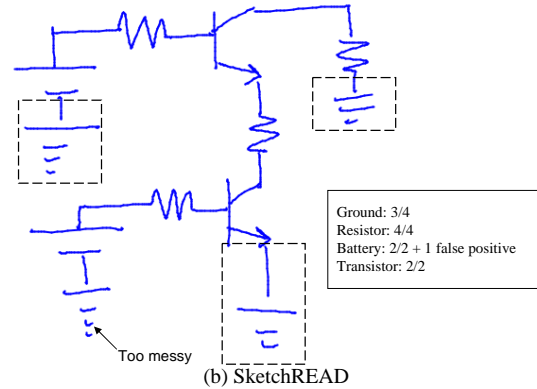 Ground: 3/4
Resistor: 4/4
Battery: 2/2 + 1 false positive
Transistor: 2/2
Too messy
(b) SketchREAD